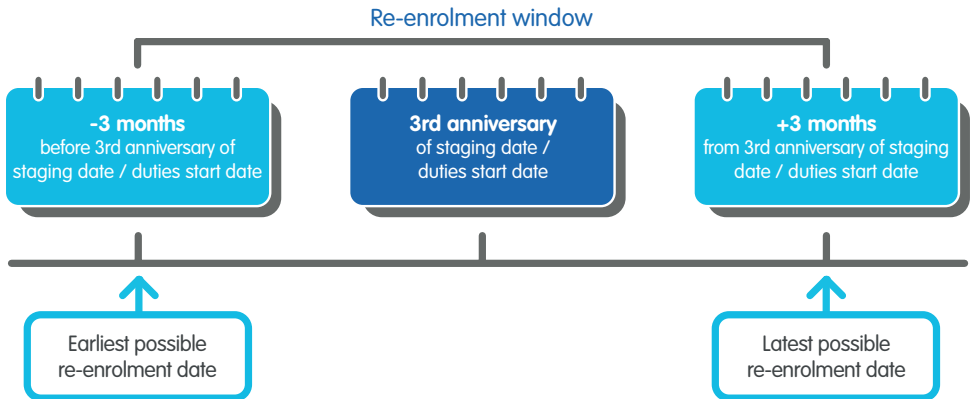 Re-enrolment window
-3 months
before 3rd anniversary of
staging date / duties start date
3rd anniversary
of staging date /
duties start date
+3 months
from 3rd anniversary of staging
date / duties start date
Earliest possible
re-enrolment date
Latest possible
re-enrolment date